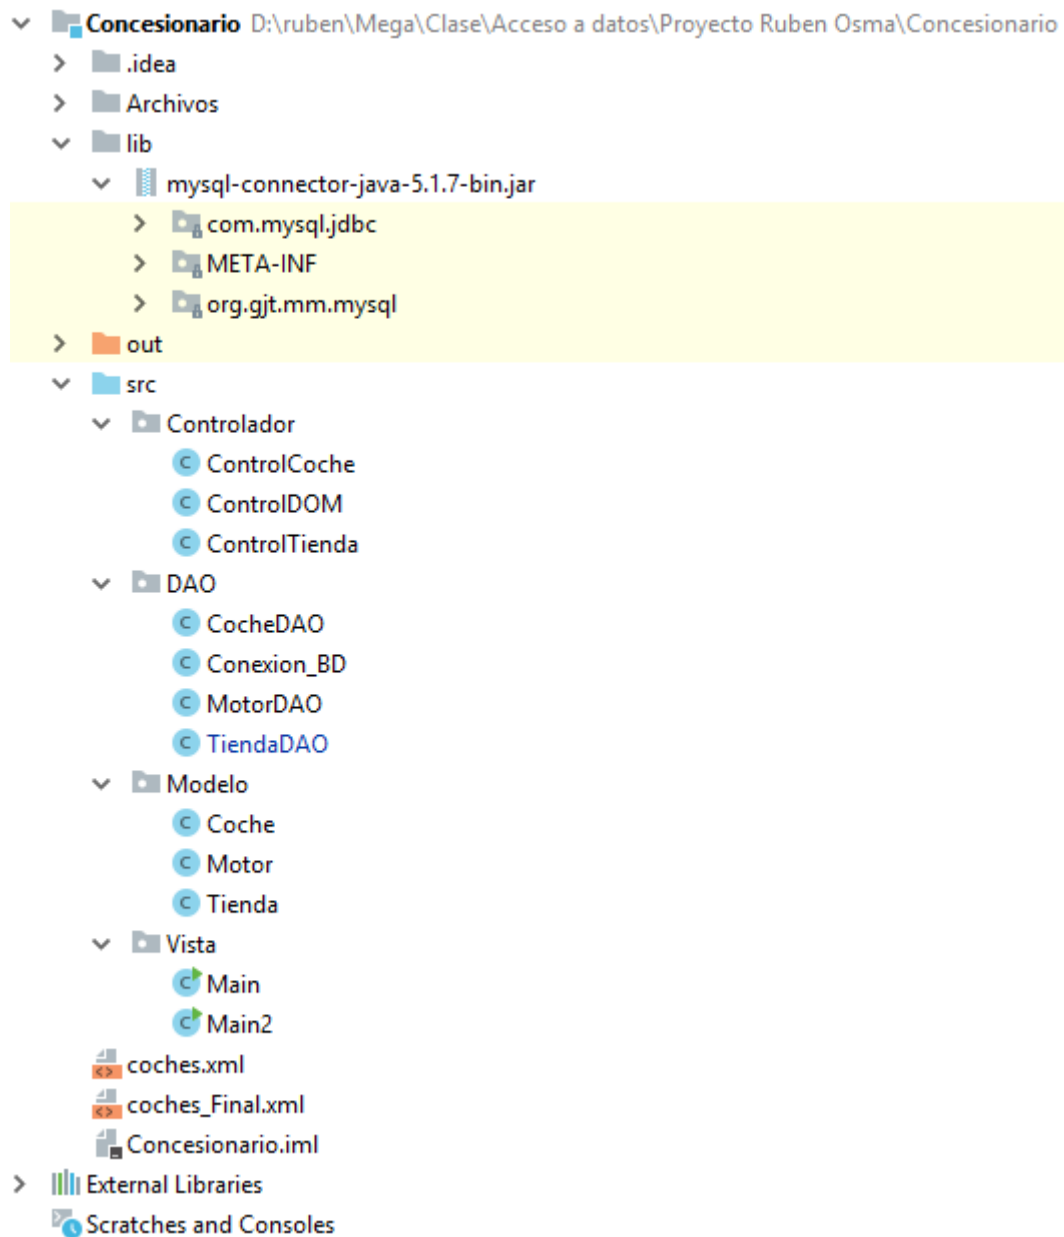 Concesionario D:\ruben\Mega\Clase\Acceso a datos\Proyecto Ruben Osma\Concesionario
.idea
Archivos
lib
mysql-connector-java-5.1.7-bin.jar
com.mysql.jdbc
META-INF
org.gjt.mm.mysql
out
src
Controlador
ControlCoche
ControlDOM
ControlTienda
DAO
CocheDAO
Conexion_BD
MotorDAO
TiendaDAO
Modelo
Coche
Motor
Tienda
Vista
Main
Main2
coches.xml
coches_Final.xml
Concesionario.iml
External Libraries
Scratches and Consoles